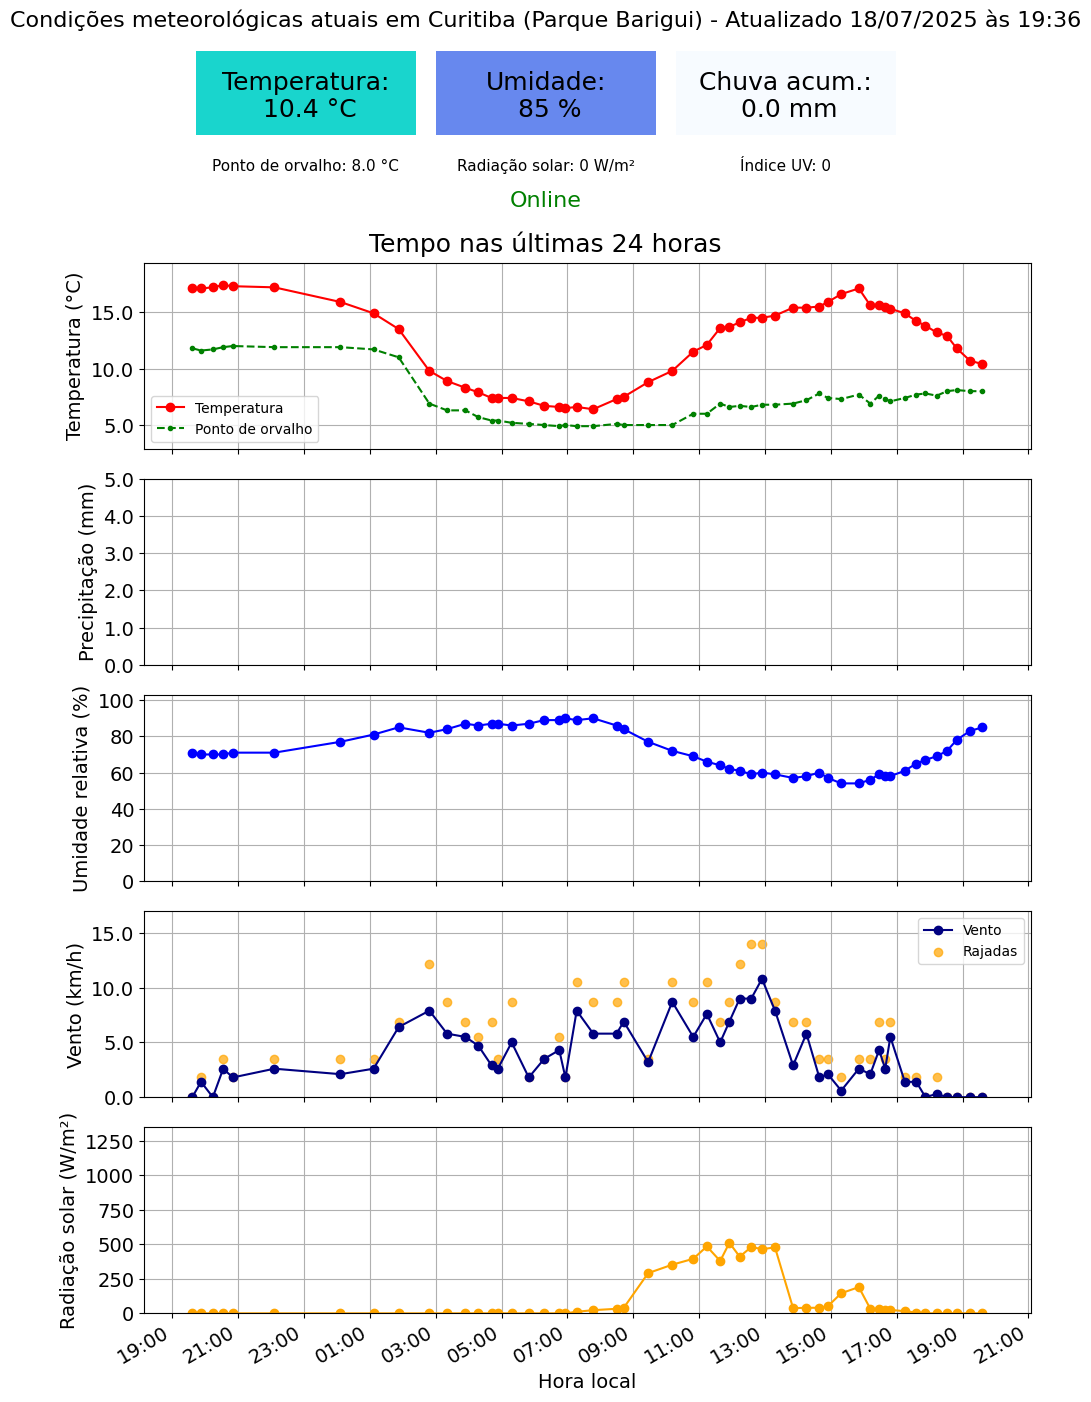 Condições meteorológicas atuais em Curitiba (Parque Barigui) - Atualizado 18/07/2025 às 19:36
Temperatura:
10.4 °C
Umidade:
85 %
Chuva acum.:
0.0 mm
Ponto de orvalho: 8.0 °C
Radiação solar: 0 W/m²
Índice UV: 0
Online
Tempo nas últimas 24 horas
Temperatura (°C)
15.0
10.0
5.0
Temperatura
Ponto de orvalho
Precipitação (mm)
5.0
4.0
3.0
2.0
1.0
0.0
Umidade relativa (%)
100
80
60
40
20
0
Vento (km/h)
15.0
10.0
5.0
0.0
Vento
Rajadas
Radiação solar (W/m²)
1250
1000
750
500
250
0
19:00 21:00 23:00 01:00 03:00 05:00 07:00 09:00 11:00 13:00 15:00 17:00 19:00 21:00
Hora local